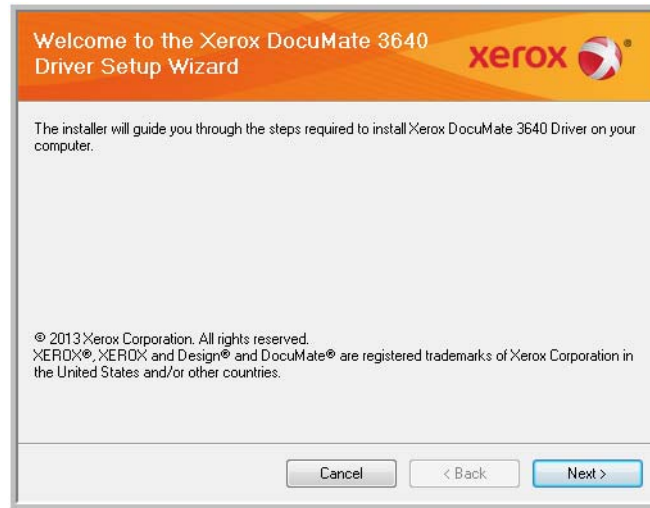 Welcome to the Xerox DocuMate 3640
Driver Setup Wizard
xerox
The installer will guide you through the steps required to install Xerox DocuMate 3640 Driver on your
computer.
© 2013 Xerox Corporation. All rights reserved.
XEROX®, XEROX and Design® and DocuMate® are registered trademarks of Xerox Corporation in
the United States and/or other countries.
Cancel
< Back
Next >